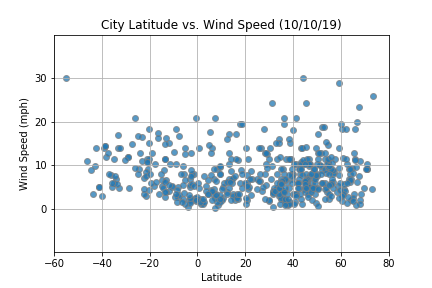 City Latitude vs. Wind Speed (10/10/19)
30
20
10
0
Wind Speed (mph)
−60 −40 −20 0 20 40 60 80
Latitude